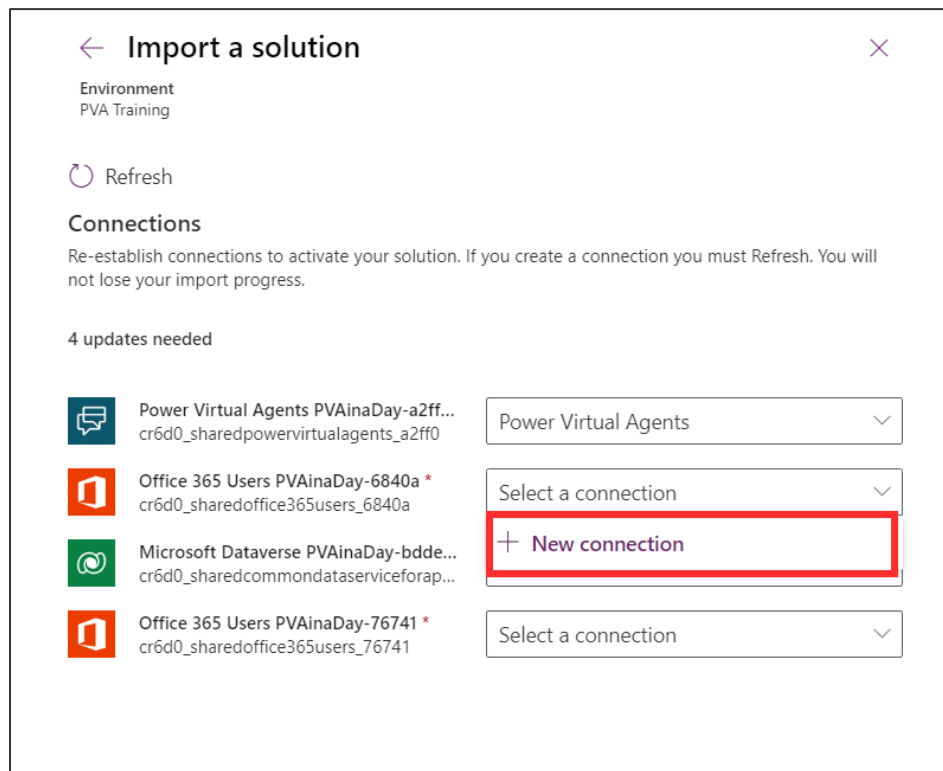 Import a solution
Environment
PVA Training
Refresh
Connections
Re-establish connections to activate your solution. If you create a connection you must Refresh. You will
not lose your import progress.
4 updates needed
Power Virtual Agents PVAinaDay-a2ff...
cr6d0_sharedpowervirtualagents_a2ff0
Power Virtual Agents
Office 365 Users PVAinaDay-6840a *
cr6d0_sharedoffice365users_6840a
Select a connection
New connection
Microsoft Dataverse PVAinaDay-bdde...
cr6d0_sharedcommondataserviceforap...
Office 365 Users PVAinaDay-76741 *
cr6d0_sharedoffice365users_76741
Select a connection